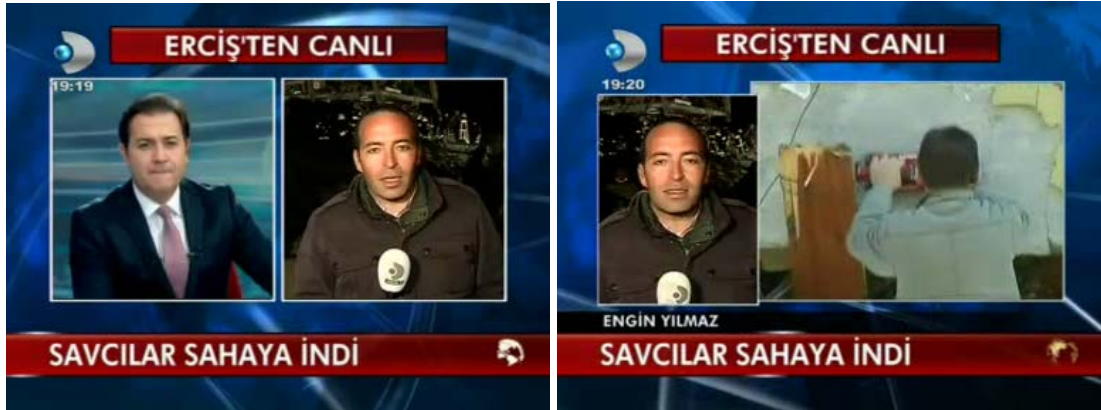 ERCİŞ'TEN CANLI
19:19
SAVCILAR SAHAYA İNDİ
ERCİŞ'TEN CANLI
19:20
ENGİN YILMAZ
SAVCILAR SAHAYA İNDİ